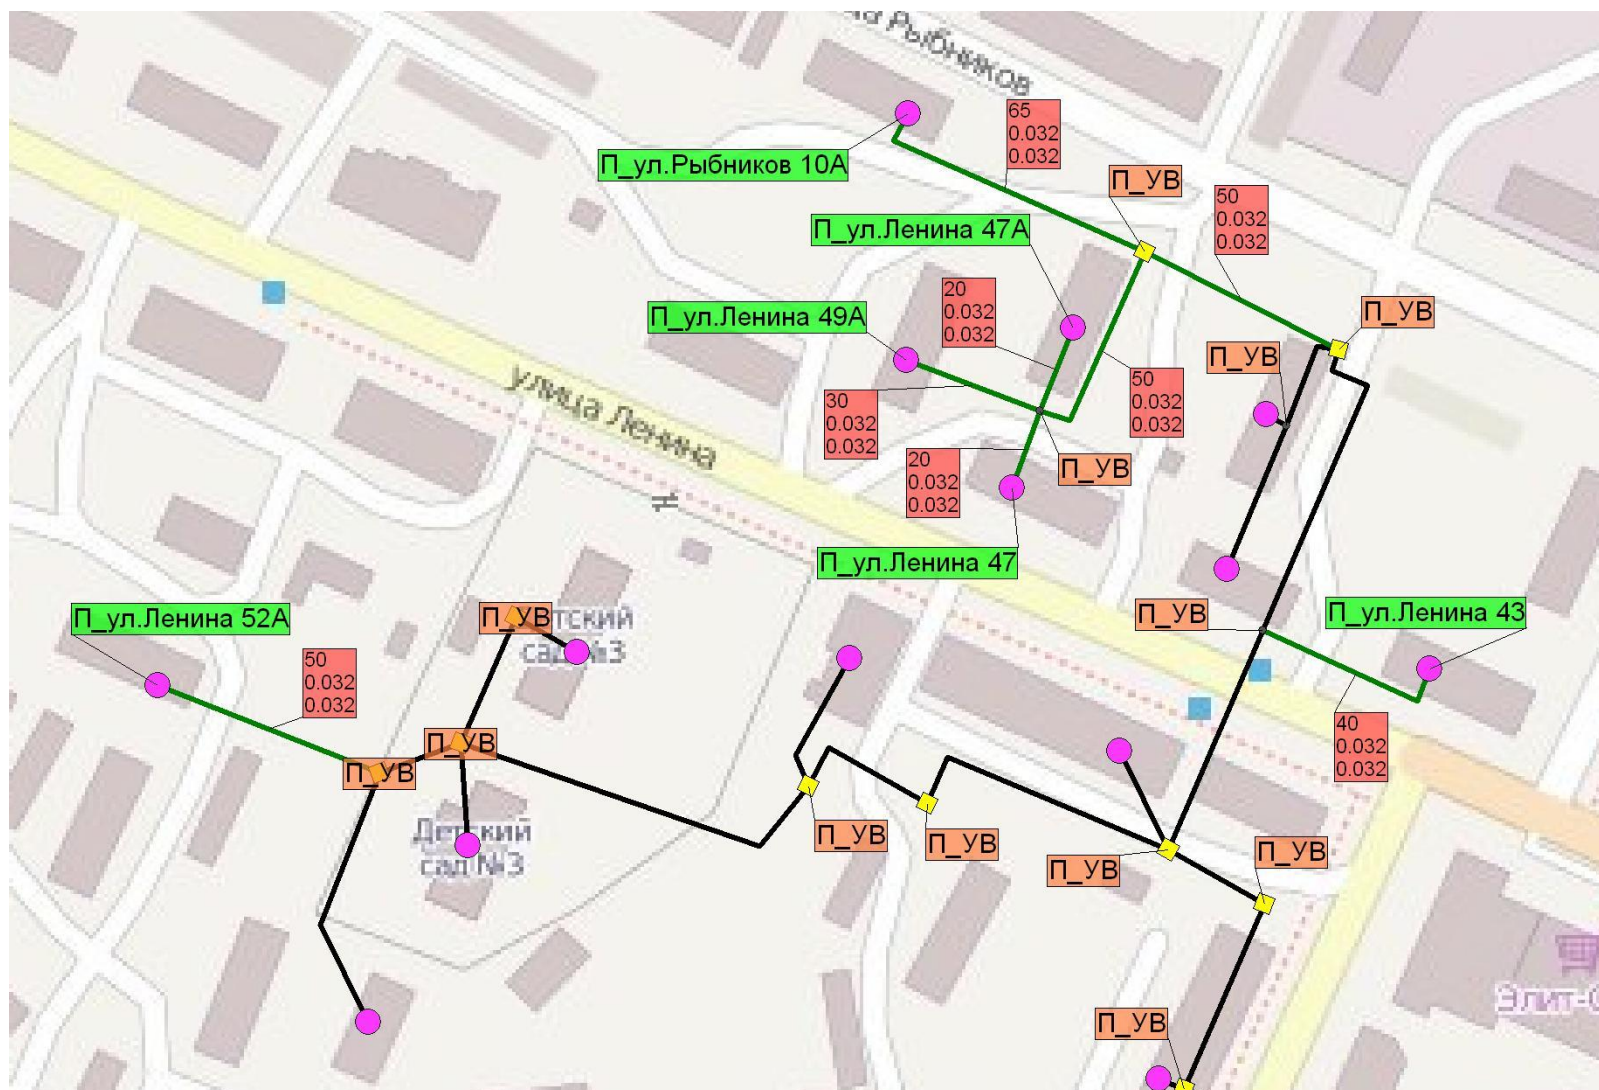 Рыбников
65
0.032
0.032
П_ул.Рыбников 10А
П_УВ
50
0.032
0.032
П_ул.Ленина 47А
20
0.032
0.032
П_УВ
П_ул.Ленина 49А
П_УВ
улица Ленина
30
0.032
0.032
50
0.032
0.032
20
0.032
0.032
П_УВ
П_ул.Ленина 47
П_ул.Ленина 52А
П_УВ
П_УВ
П_ул.Ленина 43
50
0.032
0.032
П_УВ
П_УВ
40
0.032
0.032
Детский
сад №3
П_УВ
П_УВ
П_УВ
П_УВ
П_УВ